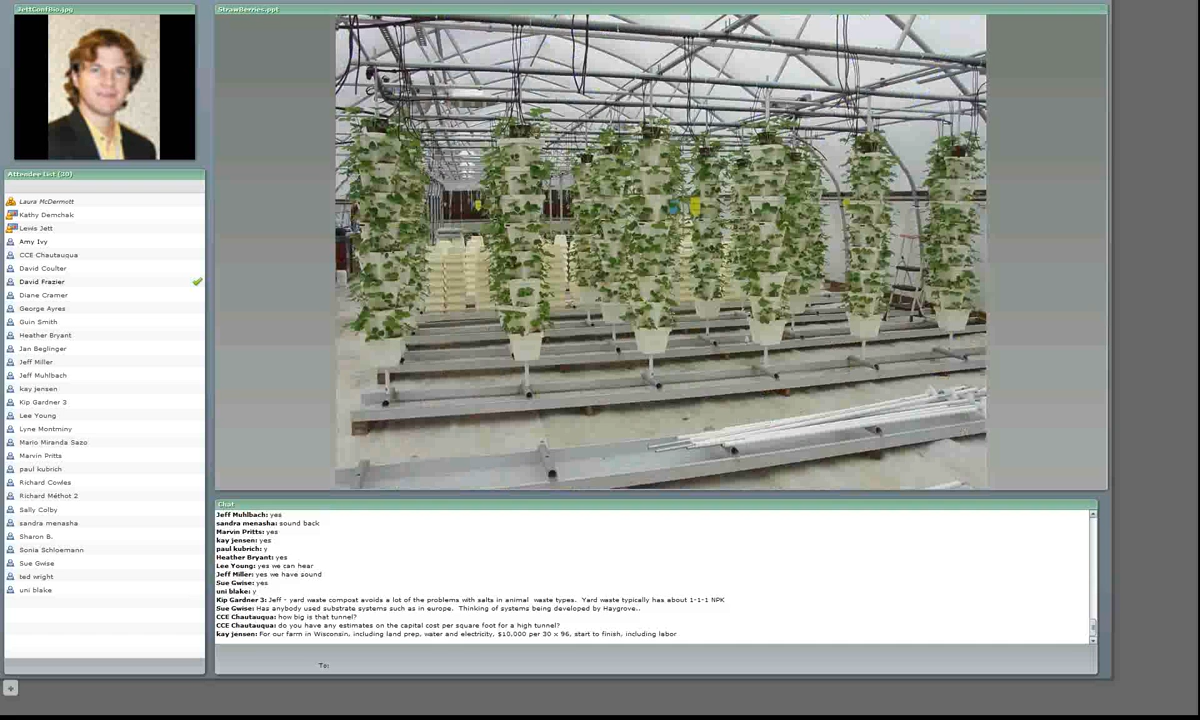 JettConfBio.jpg
StrawBerries.ppt
Attendee List (30)
Laura McDermott
Kathy Demchak
Lewis Jett
Amy Ivy
CCE Chautauqua
David Coulter
David Frazier
Diane Cramer
George Ayres
Guin Smith
Heather Bryant
Jan Beglinger
Jeff Miller
Jeff Muhlbach
kay jensen
Kip Gardner 3
Lee Young
Lyne Montminy
Mario Miranda Sazo
Marvin Pritts
paul kubrich
Richard Cowles
Richard Méthot 2
Sally Colby
sandra menasha
Sharon B.
Sonia Schloemann
Sue Gwise
ted wright
uni blake
Chat
Jeff Muhlbach: yes
sandra menasha: sound back
Marvin Pritts: yes
kay jensen: yes
paul kubrich: y
Heather Bryant: yes
Lee Young: yes we can hear
Jeff Miller: yes we have sound
Sue Gwise: yes
uni blake: y
Kip Gardner 3: Jeff - yard waste compost avoids a lot of the problems with salts in animal waste types. Yard waste typically has about 1-1-1 NPK
Sue Gwise: Has anybody used substrate systems such as in europe. Thinking of systems being developed by Haygrove..
CCE Chautauqua: how big is that tunnel?
CCE Chautauqua: do you have any estimates on the capital cost per square foot for a high tunnel?
kay jensen: For our farm in Wisconsin, including land prep, water and electricity, $10,000 per 30 x 96, start to finish, including labor
To: